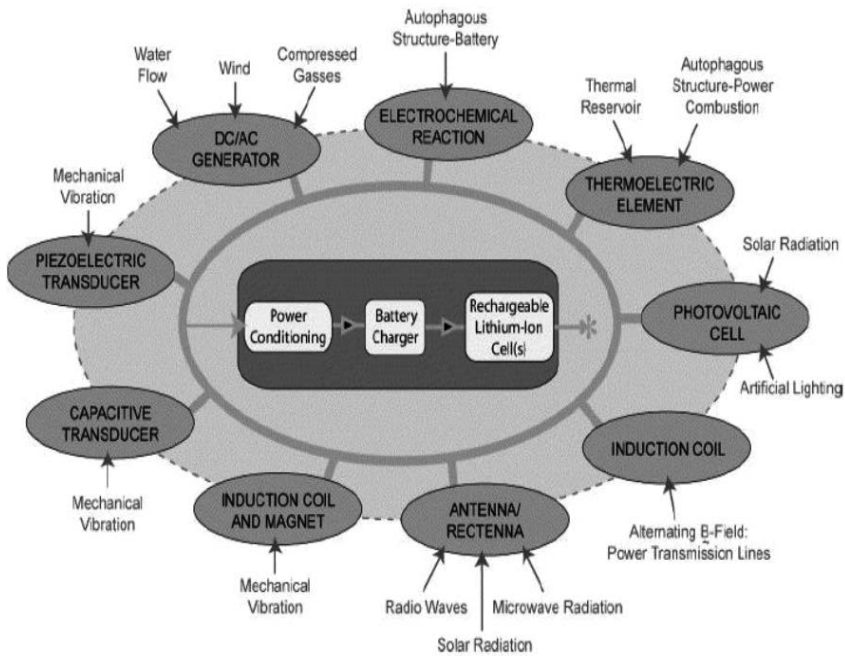 Autophagous
Structure-Battery
Water
Flow
Wind
Compressed
Gasses
Thermal
Reservoir
Autophagous
Structure-Power
Combustion
DC/AC
GENERATOR
ELECTROCHEMICAL
REACTION
THERMOELECTRIC
ELEMENT
Mechanical
Vibration
PIEZOELECTRIC
TRANSDUCER
Solar Radiation
PHOTOVOLTAIC
CELL
Artificial Lighting
Power
Conditioning
Battery
Charger
Rechargeable
Lithium-Ion
Cell(s)
*
CAPACITIVE
TRANSDUCER
Mechanical
Vibration
INDUCTION COIL
AND MAGNET
Mechanical
Vibration
ANTENNA/
RECTENNA
Radio Waves
Solar Radiation
Microwave Radiation
INDUCTION COIL
Alternating B-Field:
Power Transmission Lines